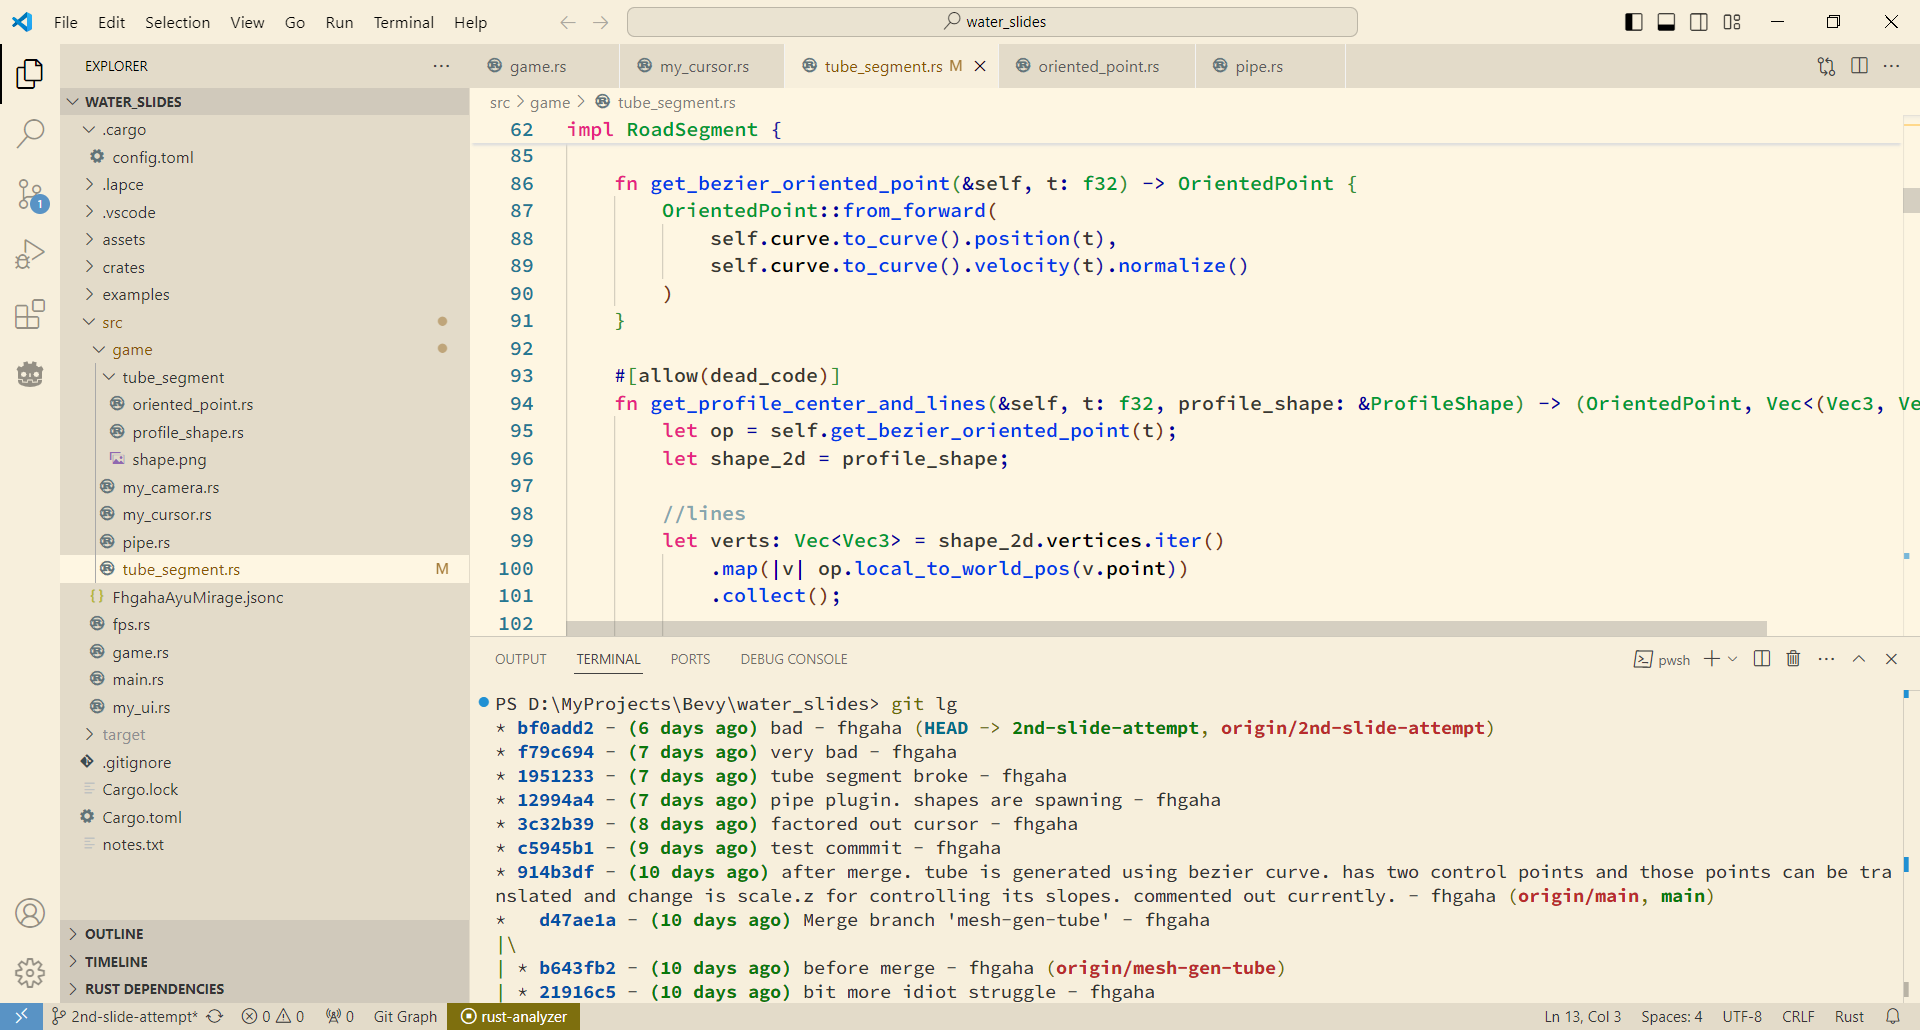 File Edit Selection View Go Run Terminal Help
water_slides
EXPLORER
WATER_SLIDES
.cargo
config.toml
.lapce
.vscode
assets
crates
examples
src
game
tube_segment
oriented_point.rs
profile_shape.rs
shape.png
my_camera.rs
my_cursor.rs
pipe.rs
tube_segment.rs M
FhgahaAyuMirage.jsonc
fps.rs
game.rs
main.rs
my_ui.rs
target
.gitignore
Cargo.lock
Cargo.toml
notes.txt
OUTLINE
TIMELINE
RUST DEPENDENCIES
1
game.rs my_cursor.rs tube_segment.rs M oriented_point.rs pipe.rs
src > game > tube_segment.rs
62 impl RoadSegment {
85
86 fn get_bezier_oriented_point(&self, t: f32) -> OrientedPoint {
87 OrientedPoint::from_forward(
88 self.curve.to_curve().position(t),
89 self.curve.to_curve().velocity(t).normalize()
90 )
91 }
92
93 #[allow(dead_code)]
94 fn get_profile_center_and_lines(&self, t: f32, profile_shape: &ProfileShape) -> (OrientedPoint, Vec<(Vec3, Ve
95 let op = self.get_bezier_oriented_point(t);
96 let shape_2d = profile_shape;
97
98 //lines
99 let verts: Vec<Vec3> = shape_2d.vertices.iter()
100 .map(|v| op.local_to_world_pos(v.point))
101 .collect();
102
OUTPUT TERMINAL PORTS DEBUG CONSOLE
pwsh
PS D:\MyProjects\Bevy\water_slides> git lg
* bf0add2 - (6 days ago) bad - fhgaha (HEAD -> 2nd-slide-attempt, origin/2nd-slide-attempt)
* f79c694 - (7 days ago) very bad - fhgaha
* 1951233 - (7 days ago) tube segment broke - fhgaha
* 12994a4 - (7 days ago) pipe plugin. shapes are spawning - fhgaha
* 3c32b39 - (8 days ago) factored out cursor - fhgaha
* c5945b1 - (9 days ago) test commmit - fhgaha
* 914b3df - (10 days ago) after merge. tube is generated using bezier curve. has two control points and those points can be tra
nslated and change is scale.z for controlling its slopes. commented out currently. - fhgaha (origin/main, main)
*   d47ae1a - (10 days ago) Merge branch 'mesh-gen-tube' - fhgaha
|\
| * b643fb2 - (10 days ago) before merge - fhgaha (origin/mesh-gen-tube)
| * 21916c5 - (10 days ago) bit more idiot struggle - fhgaha
2nd-slide-attempt* 0 0 0 Git Graph rust-analyzer Ln 13, Col 3 Spaces: 4 UTF-8 CRLF Rust